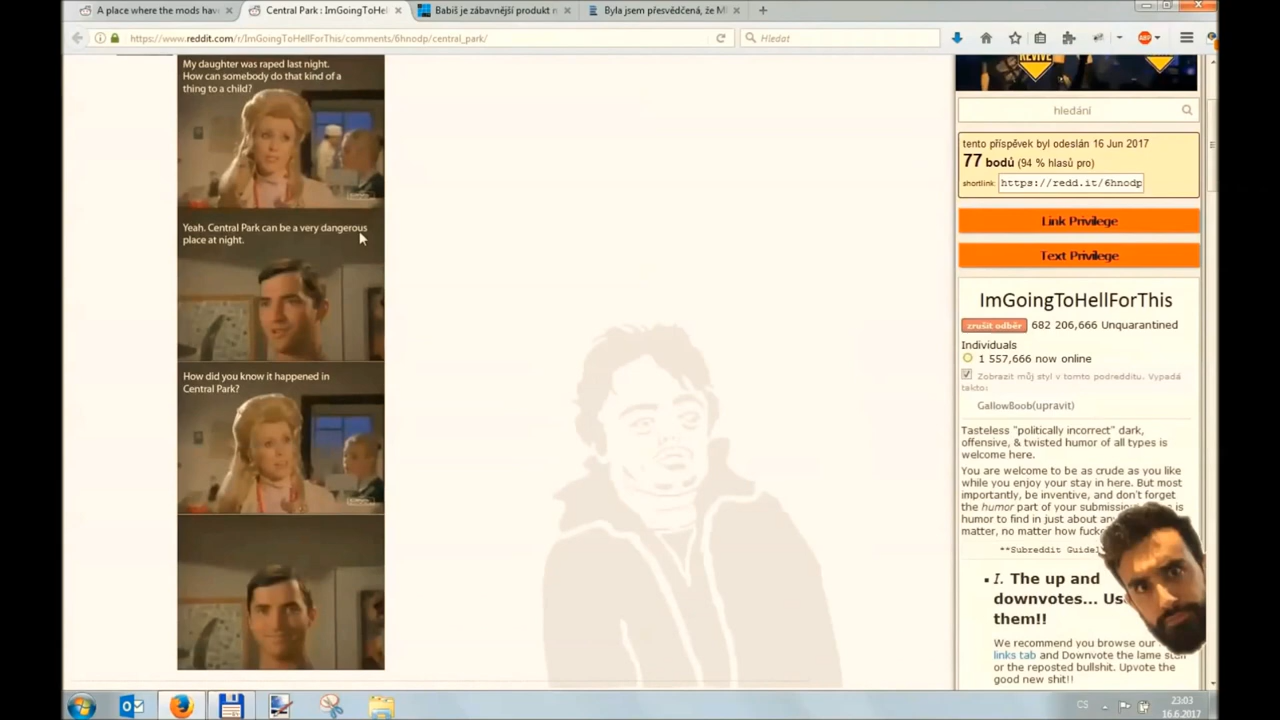 A place where the mods hav
Central Park : ImGoingToHel
Babiš je zábavnější produkt n
Byla jsem přesvědčená, že M
https://www.reddit.com/r/ImGoingToHellForThis/comments/6hnodp/central_park/
Hledat
ABP
My daughter was raped last night.
How can somebody do that kind of a
thing to a child?
Yeah. Central Park can be a very dangerous
place at night.
How did you know it happened in
Central Park?
REVIVE
hledání
tento příspěvek byl odeslán 16 Jun 2017
77 bodů (94 % hlasů pro)
shortlink: https://redd.it/6hnodp
Link Privilege
Text Privilege
ImGoingToHellForThis
zrušit odběr 682 206,666 Unquarantined
Individuals
1 557,666 now online
Zobrazit můj styl v tomto podredditu. Vypadá
takto:
GallowBoob(upravit)
Tasteless "politically incorrect" dark,
offensive, & twisted humor of all types is
welcome here.
You are welcome to be as crude as you like
while you enjoy your stay in here. But most
importantly, be inventive, and don't forget
the humor part of your submissio
humor to find in just about an
matter, no matter how fuck
**Subreddit Guidel
I. The up and
downvotes... Us
them!!
We recommend you browse our
links tab and Downvote the lame
or the reposted bullshit. Upvote the
good new shit!!
CS
23:03
16.6.2017